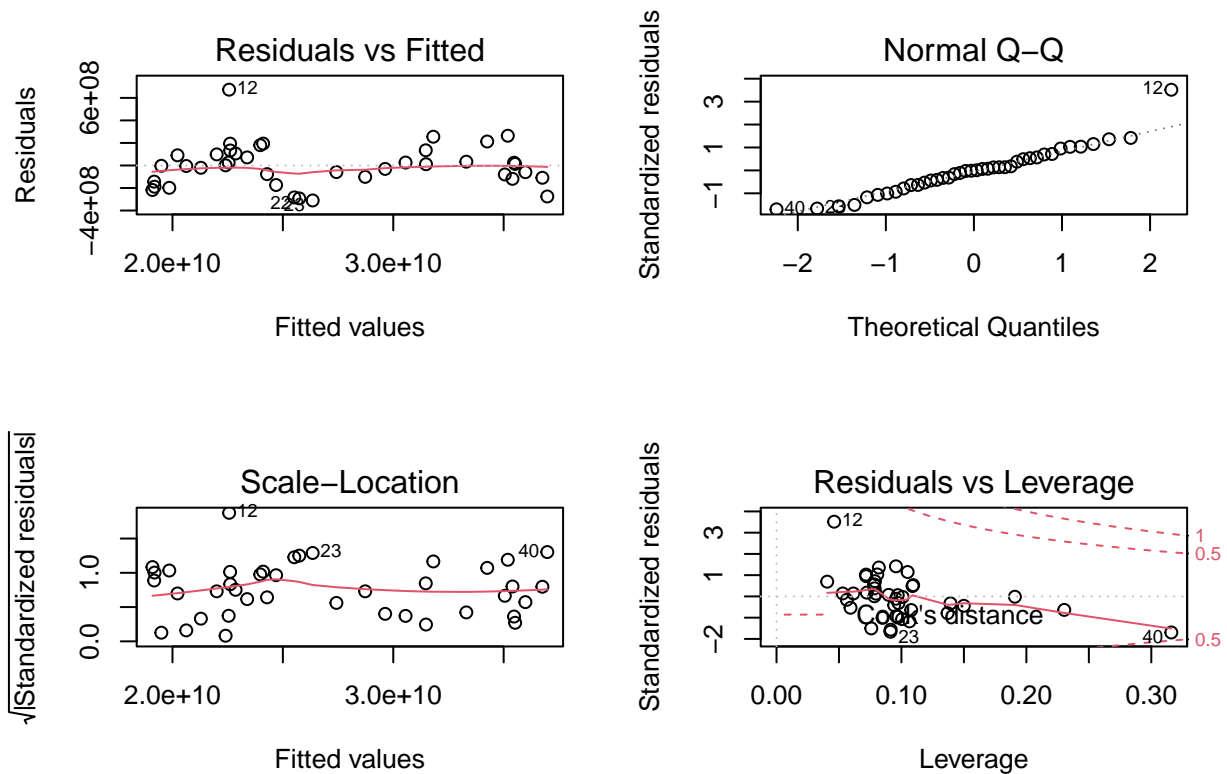 Residuals vs Fitted
Residuals
6e+08
−4e+08
12
22
23
2.0e+10
3.0e+10
Fitted values
Normal Q−Q
Standardized residuals
3
1
−1
12
40
23
−2
−1
0
1
2
Theoretical Quantiles
Scale−Location
√|Standardized residuals|
1.0
0.0
12
23
40
2.0e+10
3.0e+10
Fitted values
Residuals vs Leverage
Standardized residuals
3
1
−2
12
1
0.5
's distance
23
40
0.5
0.00
0.10
0.20
0.30
Leverage